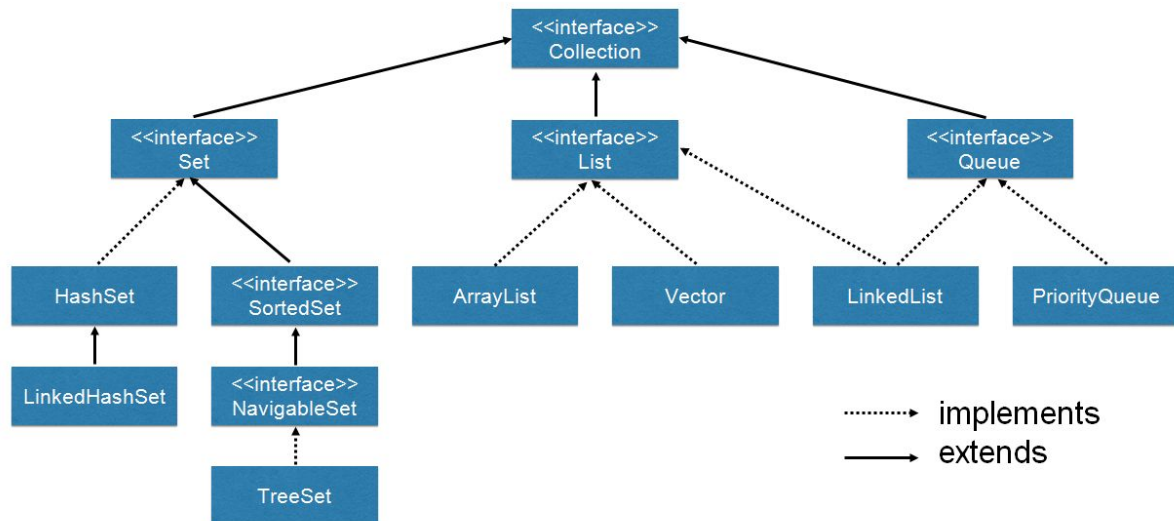 <<interface>>
Collection
<<interface>>
Set
<<interface>>
List
<<interface>>
Queue
HashSet
<<interface>>
SortedSet
ArrayList
Vector
LinkedList
PriorityQueue
LinkedHashSet
<<interface>>
NavigableSet
TreeSet
implements
extends